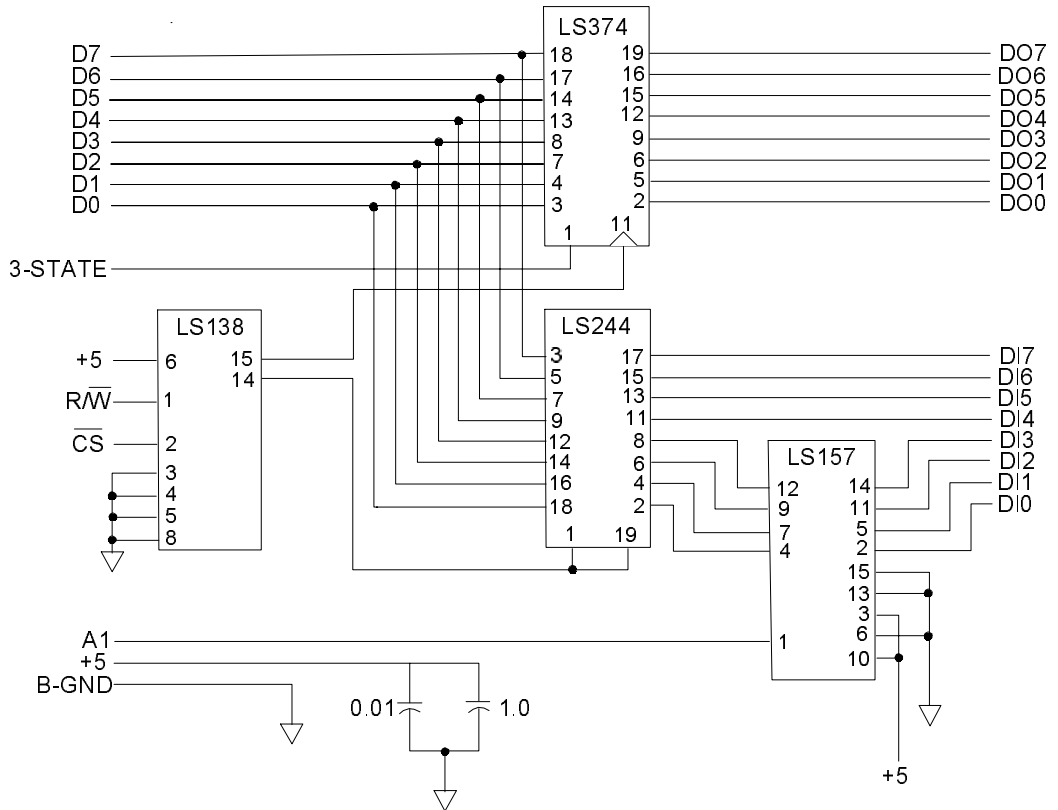 LS374
D7 18 19 DO7
D6 17 16 DO6
D5 14 15 DO5
D4 13 12 DO4
D3 8 9 DO3
D2 7 6 DO2
D1 4 5 DO1
D0 3 2 DO0
1 11
3-STATE
LS138
+5 6 15
14
R/W̅ 1
C̅S̅ 2
3
4
5
8
LS244
3 17 DI7
5 15 DI6
7 13 DI5
9 11 DI4
12 8
14 6
16 4
18 2
1 19
LS157
12 14 DI3
9 11 DI2
7 5 DI1
4 2 DI0
15
13
3
6
10
A1 1
+5
B-GND
0.01 1.0
+5